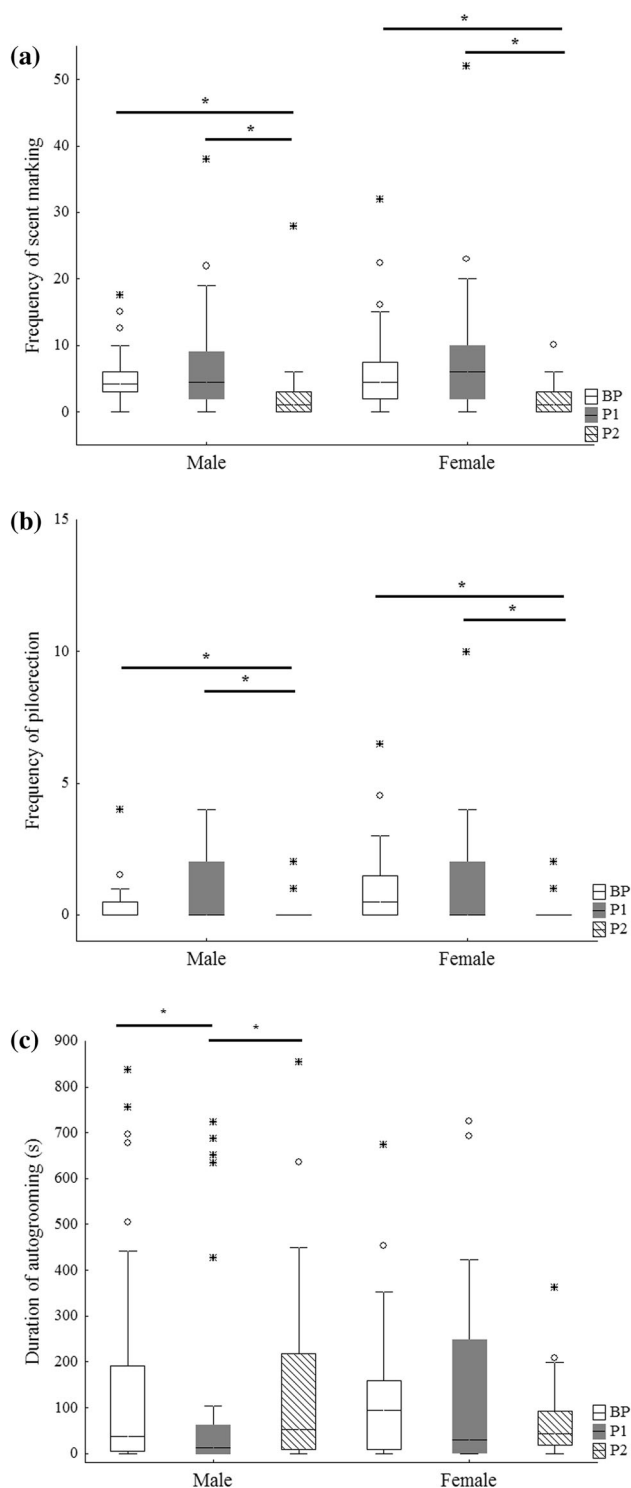 (a)
Frequency of scent marking
50
40
30
20
10
0
*
*
*
*
Male
Female
BP
P1
P2
(b)
Frequency of piloerection
15
10
5
0
*
*
*
*
Male
Female
BP
P1
P2
(c)
Duration of autogrooming (s)
900
800
700
600
500
400
300
200
100
0
*
*
Male
Female
BP
P1
P2